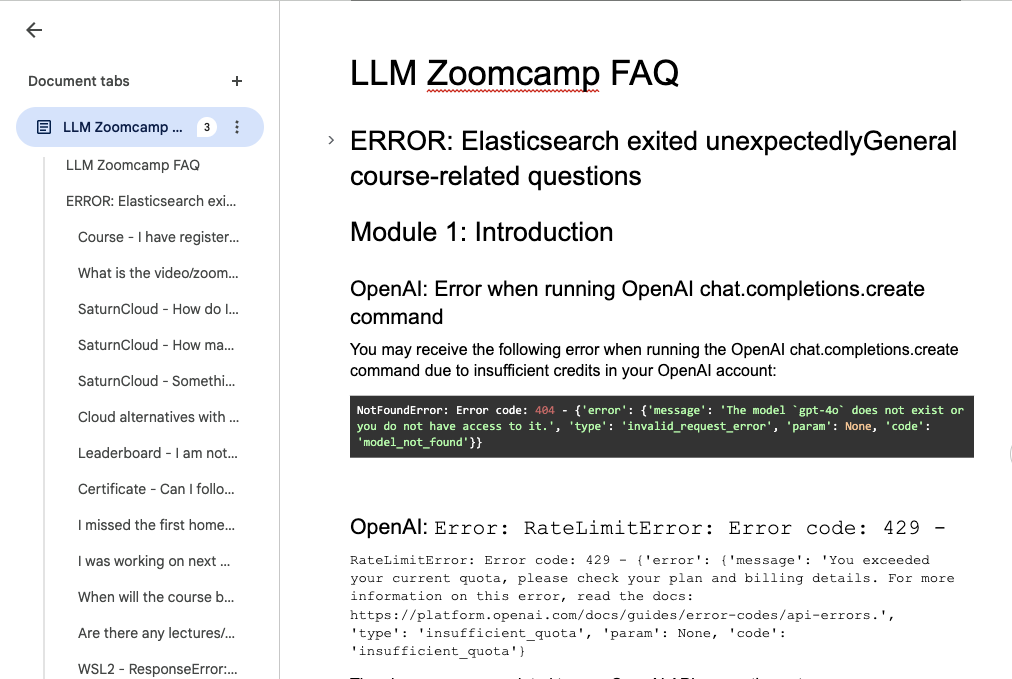 Document tabs
LLM Zoomcamp ...
3
LLM Zoomcamp FAQ
ERROR: Elasticsearch exi...
Course - I have register...
What is the video/zoom...
SaturnCloud - How do I...
SaturnCloud - How ma...
SaturnCloud - Somethi...
Cloud alternatives with ...
Leaderboard - I am not...
Certificate - Can I follo...
I missed the first home...
I was working on next ...
When will the course b...
Are there any lectures/...
WSL2 - ResponseError:...
LLM Zoomcamp FAQ
ERROR: Elasticsearch exited unexpectedlyGeneral
course-related questions
Module 1: Introduction
OpenAI: Error when running OpenAI chat.completions.create
command
You may receive the following error when running the OpenAI chat.completions.create
command due to insufficient credits in your OpenAI account:
NotFoundError: Error code: 404 - {'error': {'message': 'The model `gpt-4o` does not exist or
you do not have access to it.', 'type': 'invalid_request_error', 'param': None, 'code':
'model_not_found'}}
OpenAI: Error: RateLimitError: Error code: 429 -
RateLimitError: Error code: 429 - {'error': {'message': 'You exceeded
your current quota, please check your plan and billing details. For more
information on this error, read the docs:
https://platform.openai.com/docs/guides/error-codes/api-errors.',
'type': 'insufficient_quota', 'param': None, 'code':
'insufficient_quota'}